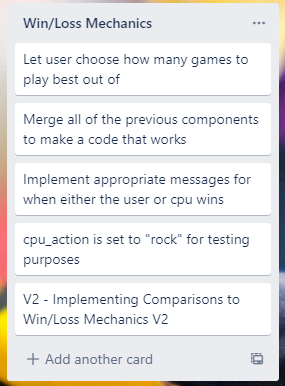 Win/Loss Mechanics
Let user choose how many games to
play best out of
Merge all of the previous components
to make a code that works
Implement appropriate messages for
when either the user or cpu wins
cpu_action is set to "rock" for testing
purposes
V2 - Implementing Comparisons to
Win/Loss Mechanics V2
Add another card